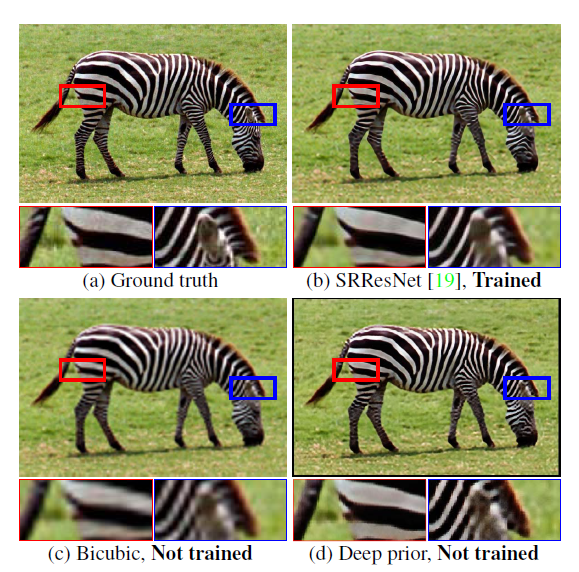 (a) Ground truth
(b) SRResNet [19], Trained
(c) Bicubic, Not trained
(d) Deep prior, Not trained